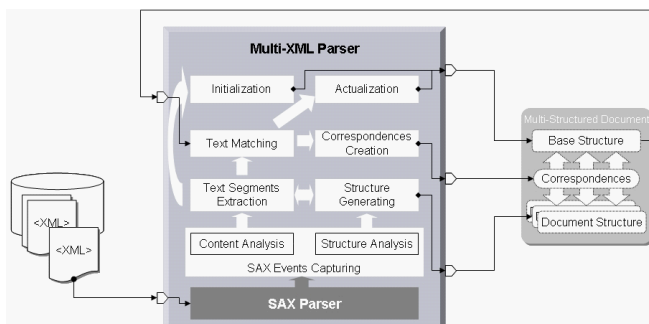 Multi-XML Parser
Initialization
Actualization
Text Matching
Correspondences
Creation
Text Segments
Extraction
Structure
Generating
Content Analysis
Structure Analysis
SAX Events Capturing
SAX Parser
<XML>
<XML>
Multi-Structured Document
Base Structure
Correspondences
Document Structure